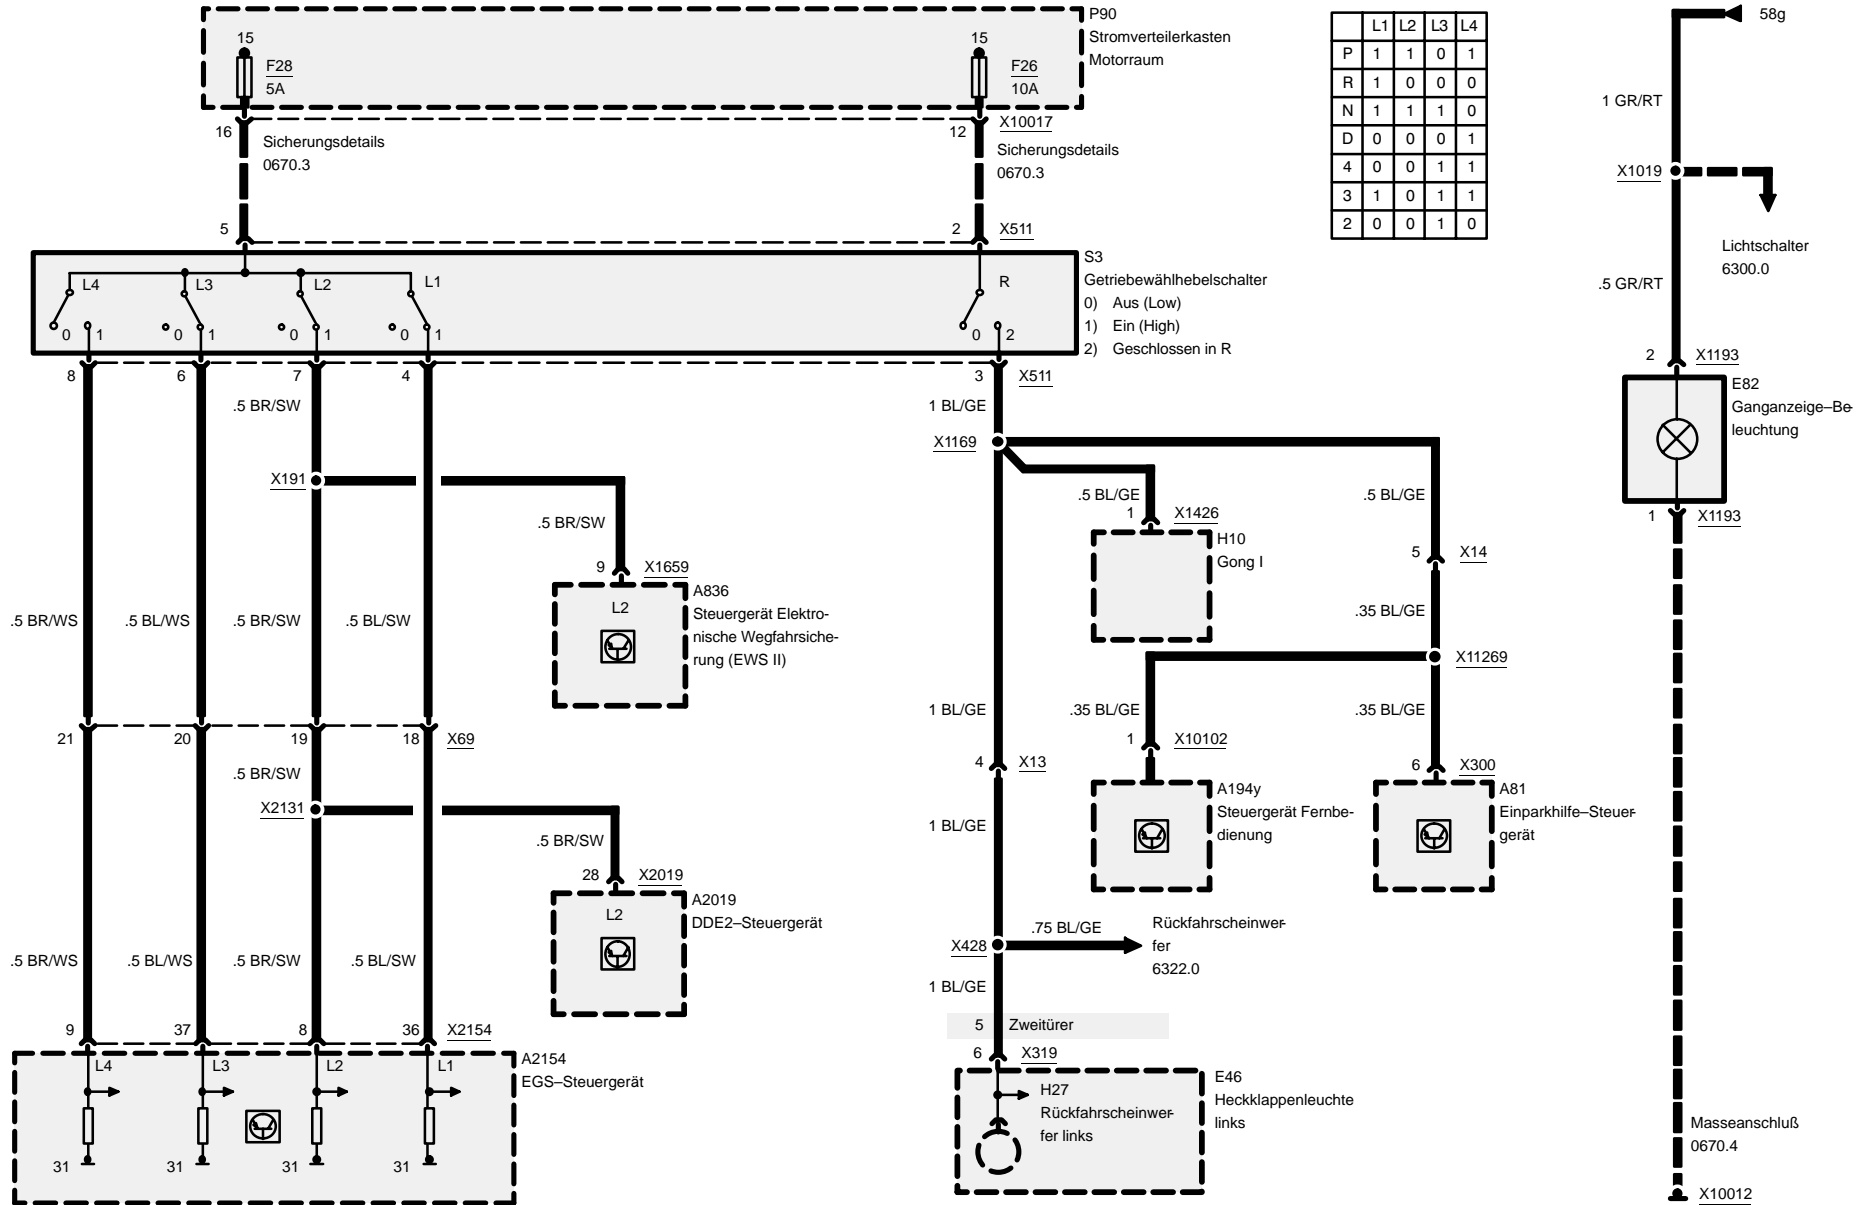 P90
Stromverteilerkasten
Motorraum
15
F28
5A
15
F26
10A
16
12
X10017
Sicherungsdetails
0670.3
Sicherungsdetails
0670.3
5
2
X511
L1 L2 L3 L4
P 1 1 0 1
R 1 0 0 0
N 1 1 1 0
D 0 0 0 1
4 0 0 1 1
3 1 0 1 1
2 0 0 1 0
58g
1 GR/RT
X1019
Lichtschalter
6300.0
.5 GR/RT
S3
Getriebewählhebelschalter
0) Aus (Low)
1) Ein (High)
2) Geschlossen in R
L4 L3 L2 L1 R
0 1 0 1 0 1 0 1 0 2
8 6 7 4 3 X511
.5 BR/SW
1 BL/GE
X1169
X191
.5 BR/SW
9 X1659
A836
L2
Steuergerät Elektro-
nische Wegfahrsiche-
rung (EWS II)
.5 BR/WS .5 BL/WS .5 BR/SW .5 BL/SW
21 20 19 18 X69
.5 BR/SW
X2131
.5 BR/SW
28 X2019
A2019
L2
DDE2–Steuergerät
.5 BR/WS .5 BL/WS .5 BR/SW .5 BL/SW
9 37 8 36 X2154
A2154
EGS–Steuergerät
L4 L3 L2 L1
31 31 31 31
.5 BL/GE
1 X1426
H10
Gong I
.5 BL/GE
5 X14
.35 BL/GE
X11269
.35 BL/GE
1 X10102
A194y
Steuergerät Fernbe-
dienung
.35 BL/GE
6 X300
A81
Einparkhilfe–Steuer-
gerät
1 BL/GE
4 X13
1 BL/GE
X428
.75 BL/GE
Rückfahrscheinwer-
fer
6322.0
1 BL/GE
5 Zweitürer
6 X319
E46
Heckklappenleuchte
links
H27
Rückfahrscheinwer-
fer links
2 X1193
E82
Ganganzeige–Be-
leuchtung
1 X1193
Masseanschluß
0670.4
X10012